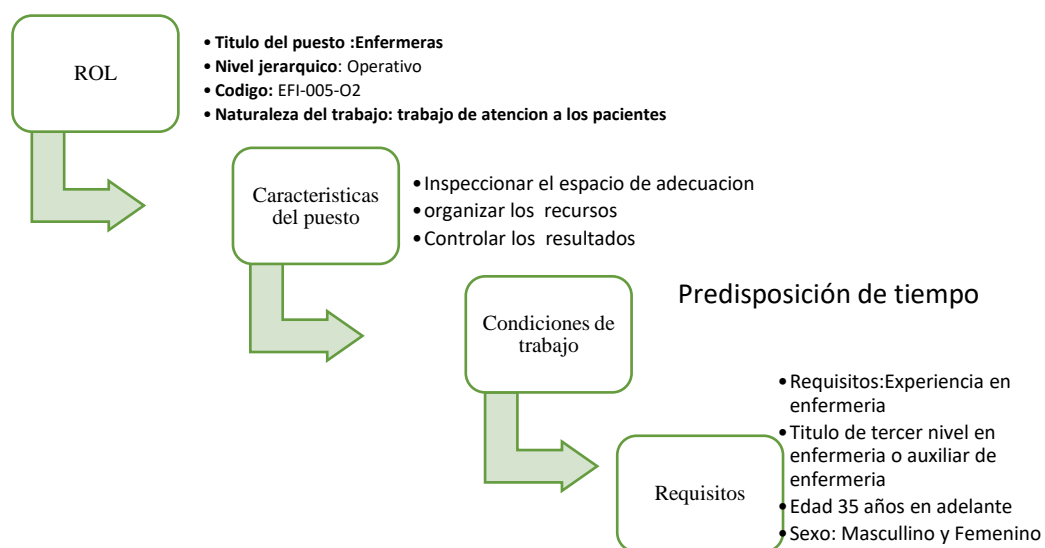 ROL
• Titulo del puesto :Enfermeras
• Nivel jerarquico: Operativo
• Codigo: EFI-005-O2
• Naturaleza del trabajo: trabajo de atencion a los pacientes
Caracteristicas
del puesto
• Inspeccionar el espacio de adecuacion
• organizar los recursos
• Controlar los resultados
Condiciones de
trabajo
Predisposición de tiempo
Requisitos
• Requisitos:Experiencia en
enfermeria
• Titulo de tercer nivel en
enfermeria o auxiliar de
enfermeria
• Edad 35 años en adelante
• Sexo: Mascullino y Femenino